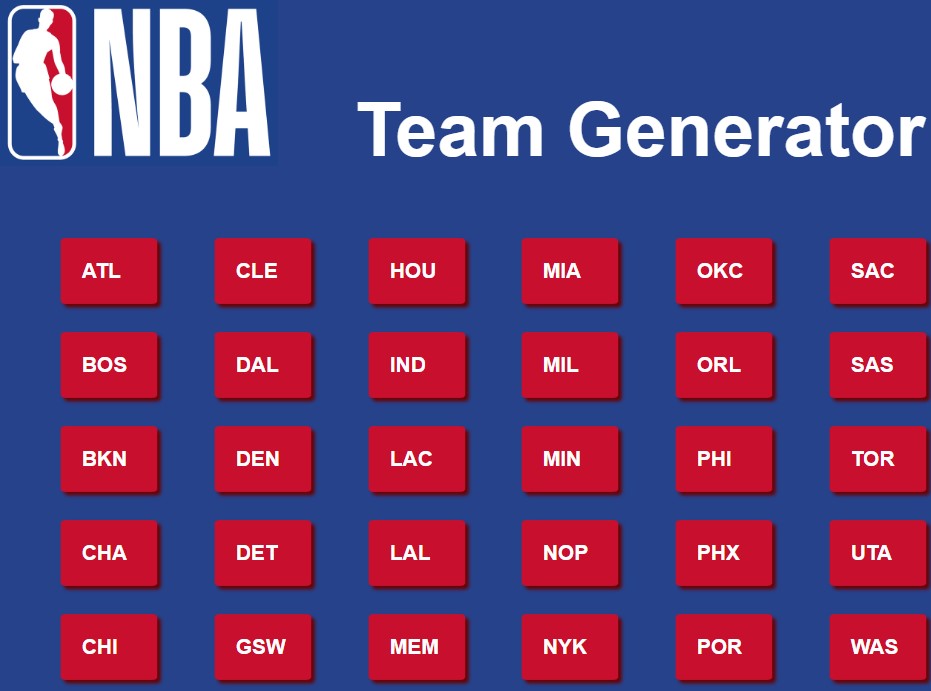 NBA
Team Generator
ATL CLE HOU MIA OKC SAC
BOS DAL IND MIL ORL SAS
BKN DEN LAC MIN PHI TOR
CHA DET LAL NOP PHX UTA
CHI GSW MEM NYK POR WAS